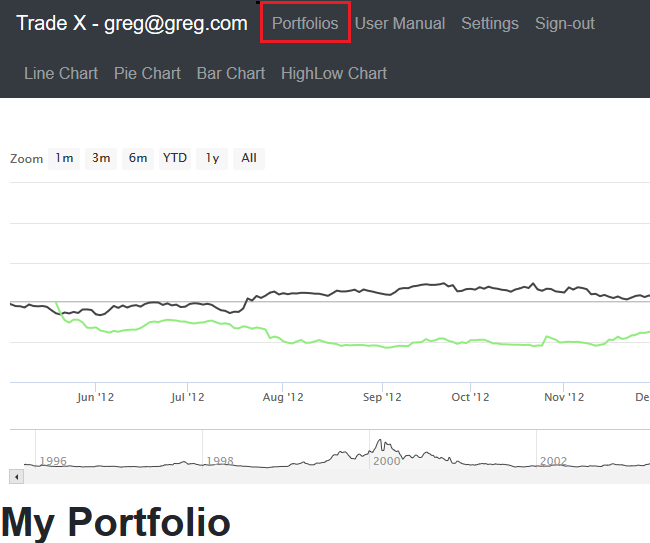 Trade X - greg@greg.com Portfolios User Manual Settings Sign-out
Line Chart Pie Chart Bar Chart HighLow Chart
Zoom 1m 3m 6m YTD 1y All
Jun '12 Jul '12 Aug '12 Sep '12 Oct '12 Nov '12 De
1996 1998 2000 2002
My Portfolio